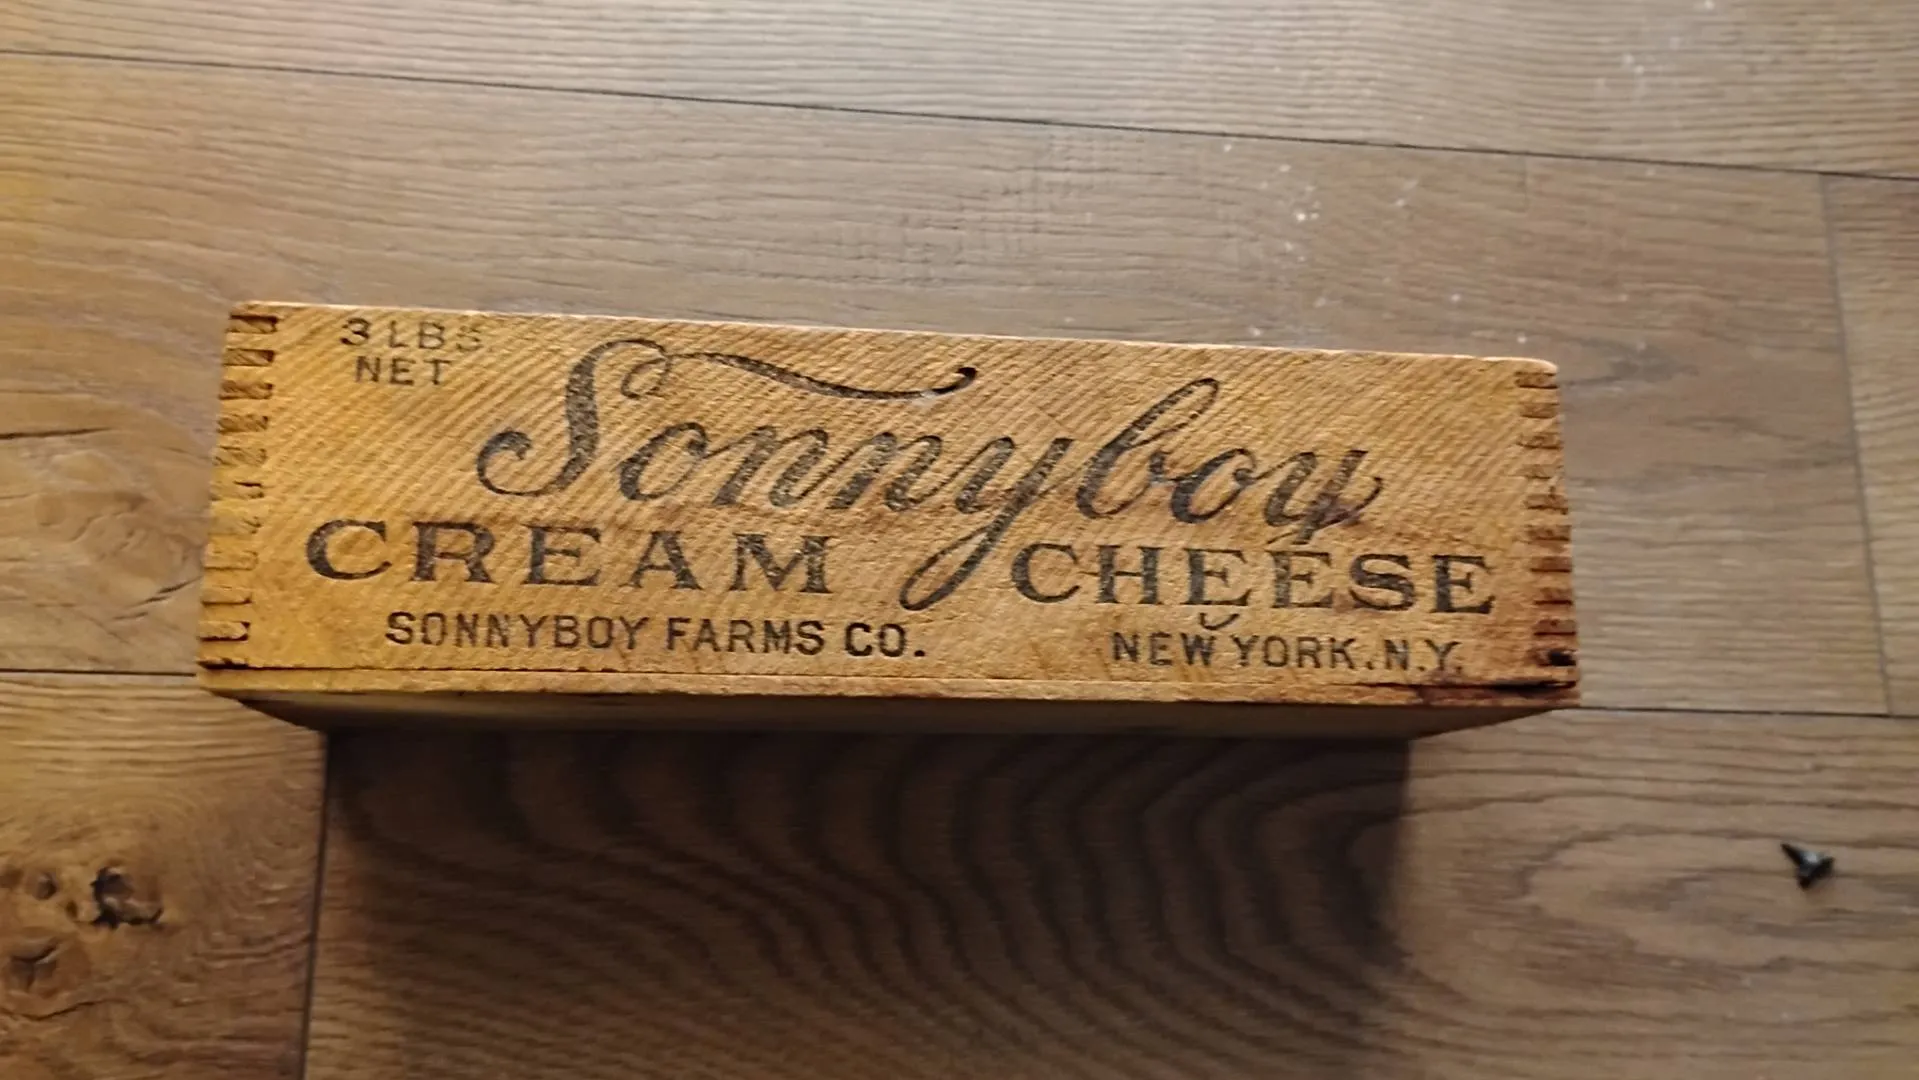 3 LBS
NET
Sonnyboy
CREAM CHEESE
SONNYBOY FARMS CO. NEW YORK, N.Y.